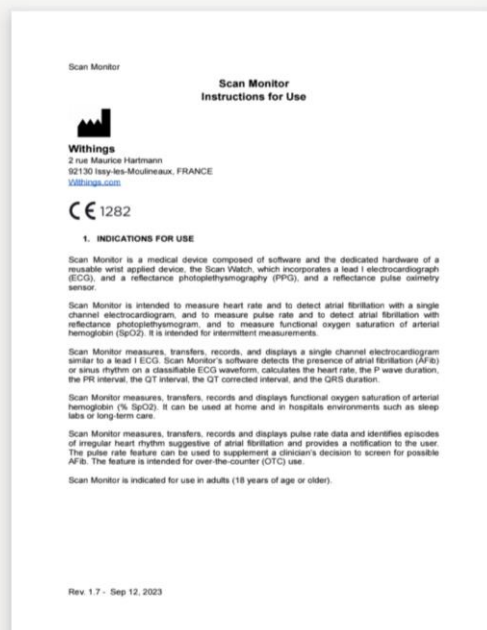 Scan Monitor
Scan Monitor
Instructions for Use
Withings
2 rue Maurice Hartmann
92130 Issy-les-Moulineaux, FRANCE
Withings.com
CE 1282
1. INDICATIONS FOR USE
Scan Monitor is a medical device composed of software and the dedicated hardware of a
reusable wrist applied device, the Scan Watch, which incorporates a lead I electrocardiograph
(ECG), and a reflectance photoplethysmography (PPG), and a reflectance pulse oximetry
sensor.
Scan Monitor is intended to measure heart rate and to detect atrial fibrillation with a single
channel electrocardiogram, and to measure pulse rate and to detect atrial fibrillation with
reflectance photoplethysmogram, and to measure functional oxygen saturation of arterial
hemoglobin (SpO2). It is intended for intermittent measurements.
Scan Monitor measures, transfers, records, and displays a single channel electrocardiogram
similar to a lead I ECG. Scan Monitor's software detects the presence of atrial fibrillation (AFib)
or sinus rhythm on a classifiable ECG waveform, calculates the heart rate, the P wave duration,
the PR interval, the QT interval, the QT corrected interval, and the QRS duration.
Scan Monitor measures, transfers, records and displays functional oxygen saturation of arterial
hemoglobin (% SpO2). It can be used at home and in hospitals environments such as sleep
labs or long-term care.
Scan Monitor measures, transfers, records and displays pulse rate data and identifies episodes
of irregular heart rhythm suggestive of atrial fibrillation and provides a notification to the user.
The pulse rate feature can be used to supplement a clinician's decision to screen for possible
AFib. The feature is intended for over-the-counter (OTC) use.
Scan Monitor is indicated for use in adults (18 years of age or older).
Rev. 1.7 - Sep 12, 2023